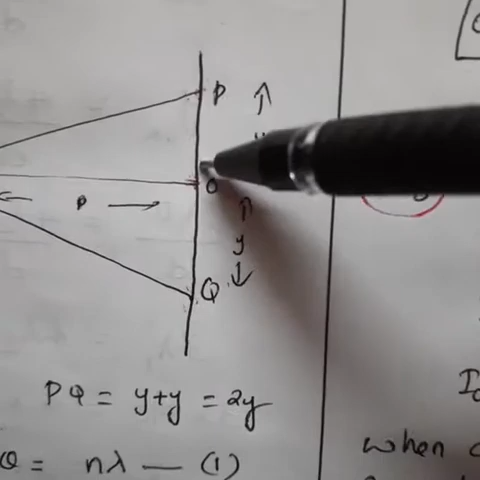 P
O
D
y
Q
PQ = y+y = 2y
θ = nλ — (1)
when